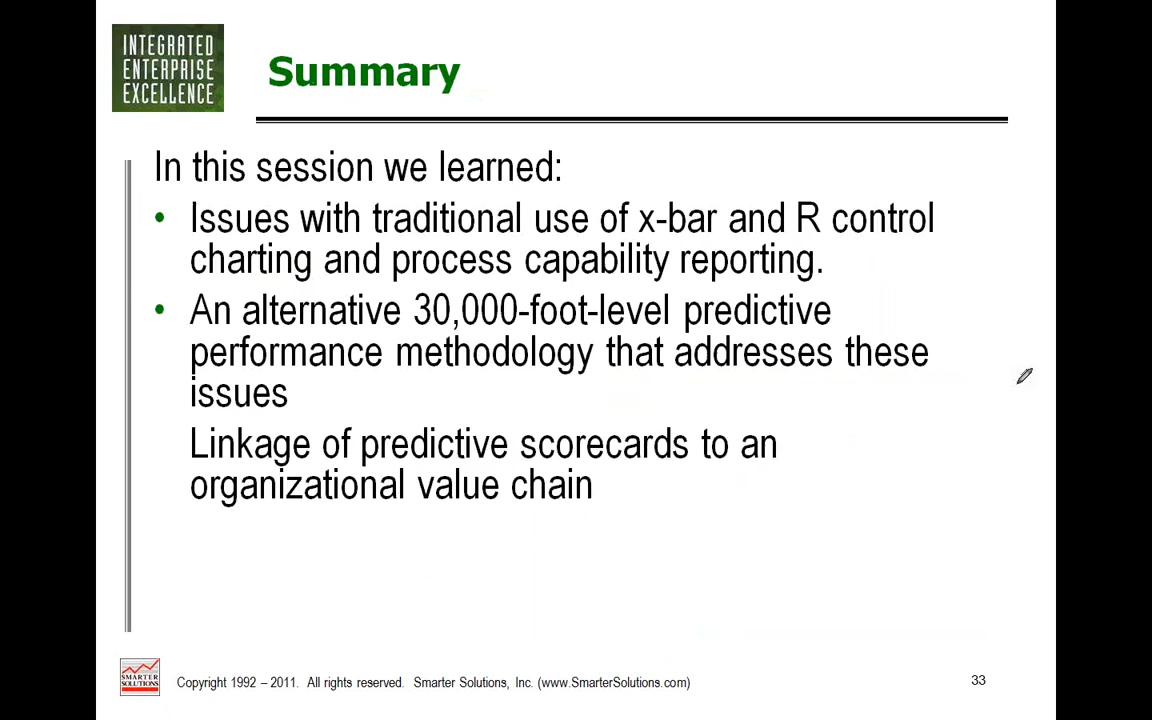 INTEGRATED
ENTERPRISE
EXCELLENCE
Summary
In this session we learned:
• Issues with traditional use of x-bar and R control
charting and process capability reporting.
• An alternative 30,000-foot-level predictive
performance methodology that addresses these
issues
Linkage of predictive scorecards to an
organizational value chain
SMARTER
SOLUTIONS
Copyright 1992 – 2011. All rights reserved. Smarter Solutions, Inc. (www.SmarterSolutions.com)
33